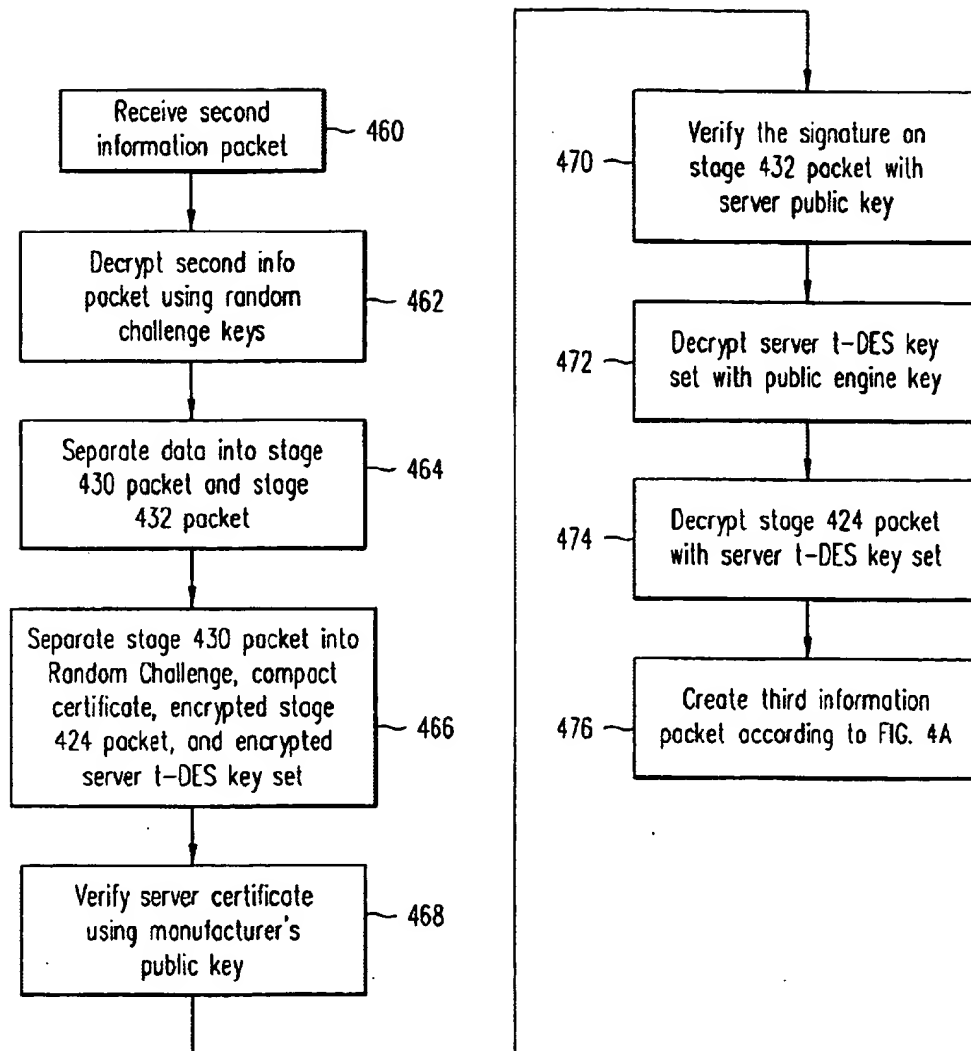 Receive second
information packet
460
Decrypt second info
packet using random
challenge keys
462
Separate data into stage
430 packet and stage
432 packet
464
Separate stage 430 packet into
Random Challenge, compact
certificate, encrypted stage
424 packet, and encrypted
server t-DES key set
466
Verify server certificate
using manufacturer's
public key
468
470
Verify the signature on
stage 432 packet with
server public key
472
Decrypt server t-DES key
set with public engine key
474
Decrypt stage 424 packet
with server t-DES key set
476
Create third information
packet according to FIG. 4A